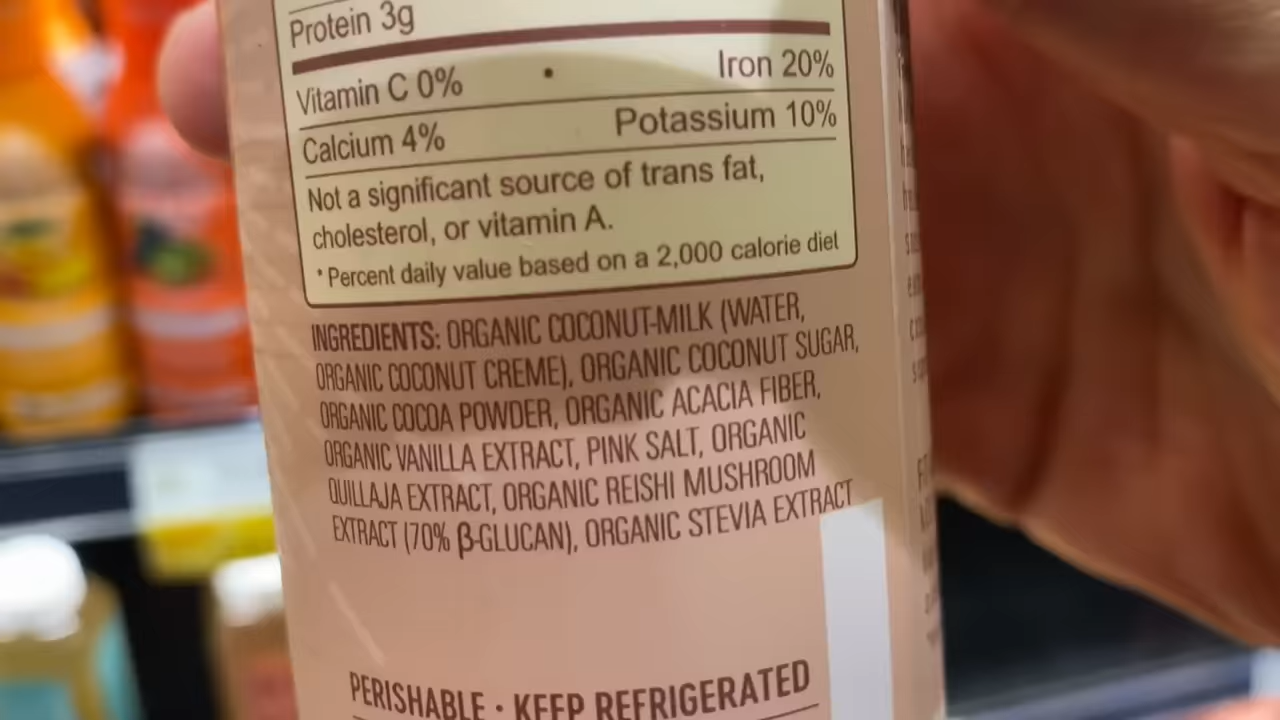 Protein 3g
Vitamin C 0% • Iron 20%
Calcium 4% Potassium 10%
Not a significant source of trans fat,
cholesterol, or vitamin A.
* Percent daily value based on a 2,000 calorie diet
INGREDIENTS: ORGANIC COCONUT-MILK (WATER,
ORGANIC COCONUT CREME), ORGANIC COCONUT SUGAR,
ORGANIC COCOA POWDER, ORGANIC ACACIA FIBER,
ORGANIC VANILLA EXTRACT, PINK SALT, ORGANIC
QUILLAJA EXTRACT, ORGANIC REISHI MUSHROOM
EXTRACT (70% β-GLUCAN), ORGANIC STEVIA EXTRACT
PERISHABLE · KEEP REFRIGERATED